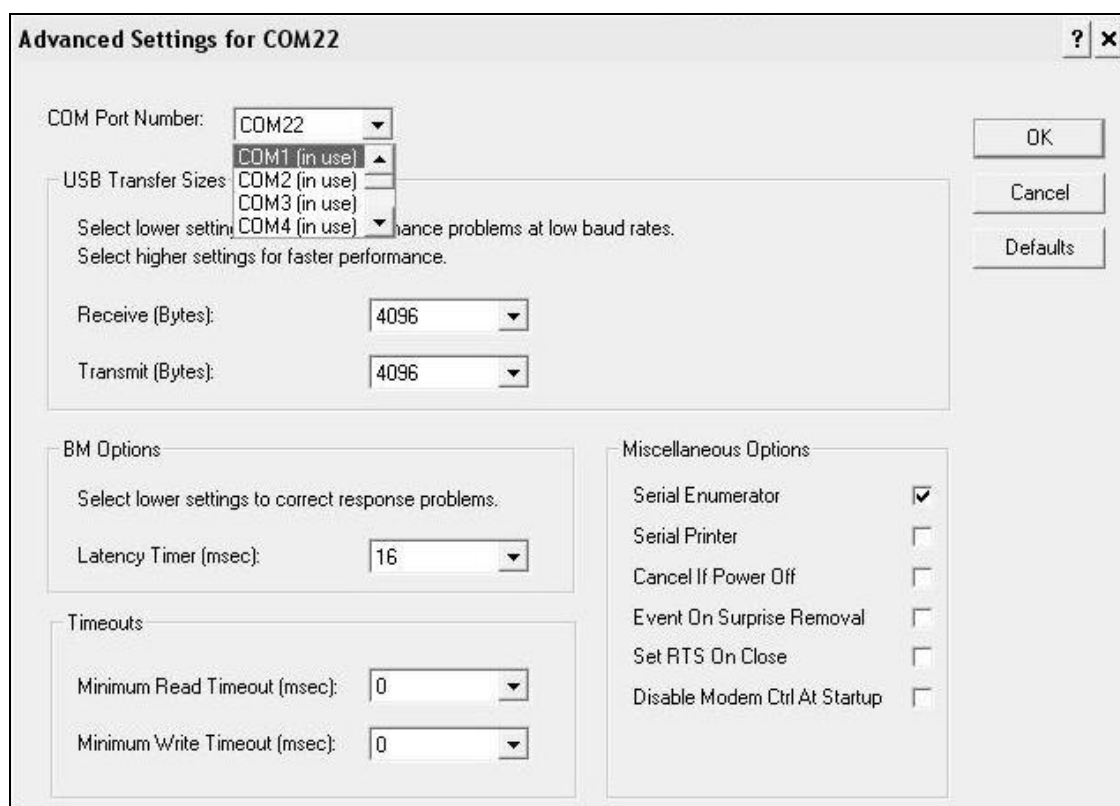 Advanced Settings for COM22
? ×
COM Port Number: COM22
COM1 (in use)
COM2 (in use)
COM3 (in use)
COM4 (in use)
OK
Cancel
Defaults
USB Transfer Sizes
Select lower settin mance problems at low baud rates.
Select higher settings for faster performance.
Receive (Bytes): 4096
Transmit (Bytes): 4096
BM Options
Select lower settings to correct response problems.
Latency Timer (msec): 16
Timeouts
Minimum Read Timeout (msec): 0
Minimum Write Timeout (msec): 0
Miscellaneous Options
Serial Enumerator
Serial Printer
Cancel If Power Off
Event On Surprise Removal
Set RTS On Close
Disable Modem Ctrl At Startup